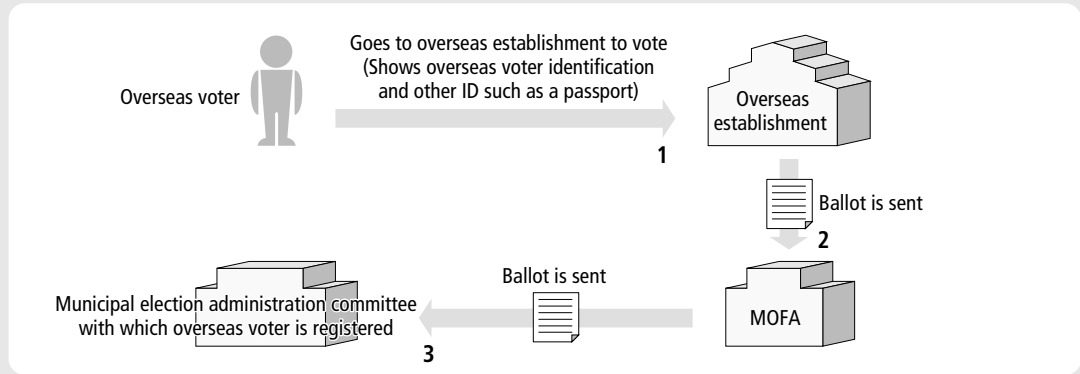 Goes to overseas establishment to vote
(Shows overseas voter identification
and other ID such as a passport)
Overseas voter
Overseas
establishment
1
Ballot is sent
2
Ballot is sent
Municipal election administration committee
with which overseas voter is registered
MOFA
3